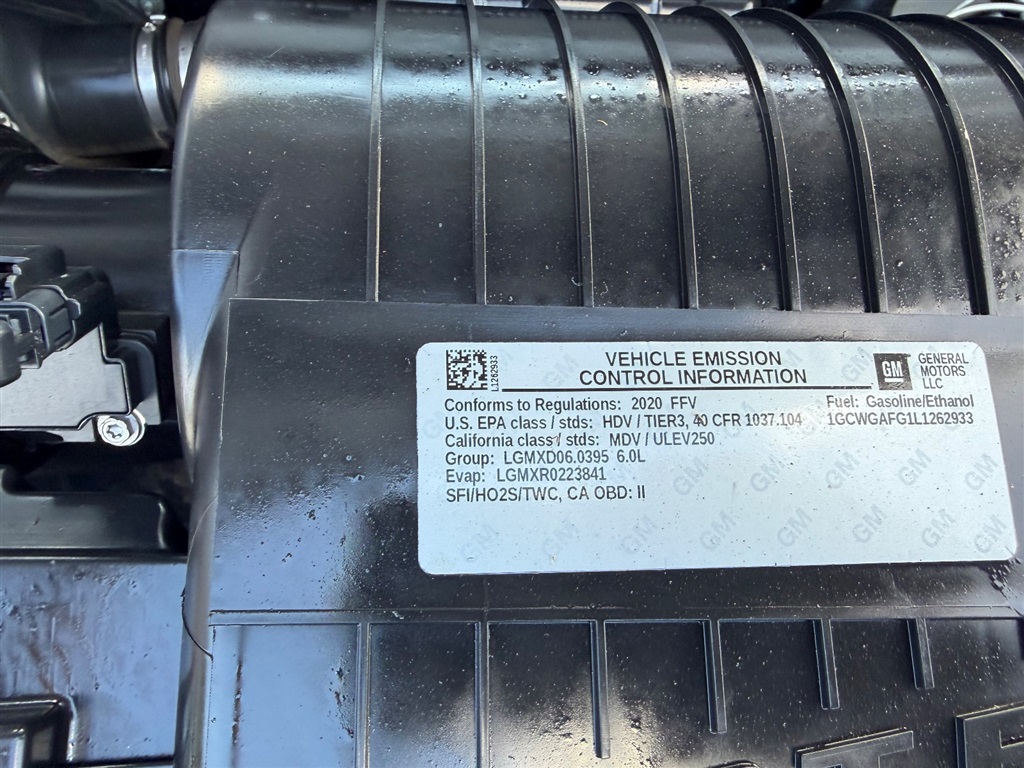 L1262933
VEHICLE EMISSION
CONTROL INFORMATION
GM
GENERAL
MOTORS
LLC
Conforms to Regulations: 2020 FFV
Fuel: Gasoline/Ethanol
U.S. EPA class / stds: HDV / TIER3, 40 CFR 1037.104
1GCWGAFG1L1262933
California class / stds: MDV / ULEV250
Group: LGMXD06.0395 6.0L
Evap: LGMXR0223841
SFI/HO2S/TWC, CA OBD: II